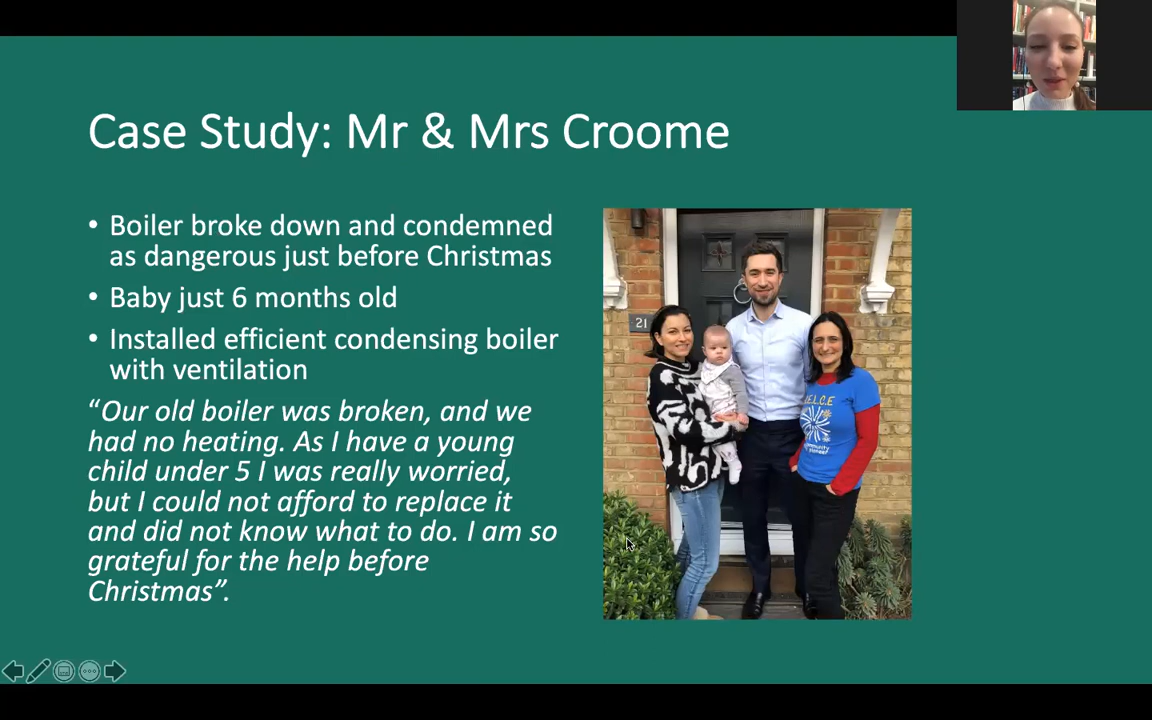 Case Study: Mr & Mrs Croome
• Boiler broke down and condemned
as dangerous just before Christmas
• Baby just 6 months old
• Installed efficient condensing boiler
with ventilation
“Our old boiler was broken, and we
had no heating. As I have a young
child under 5 I was really worried,
but I could not afford to replace it
and did not know what to do. I am so
grateful for the help before
Christmas”.
21